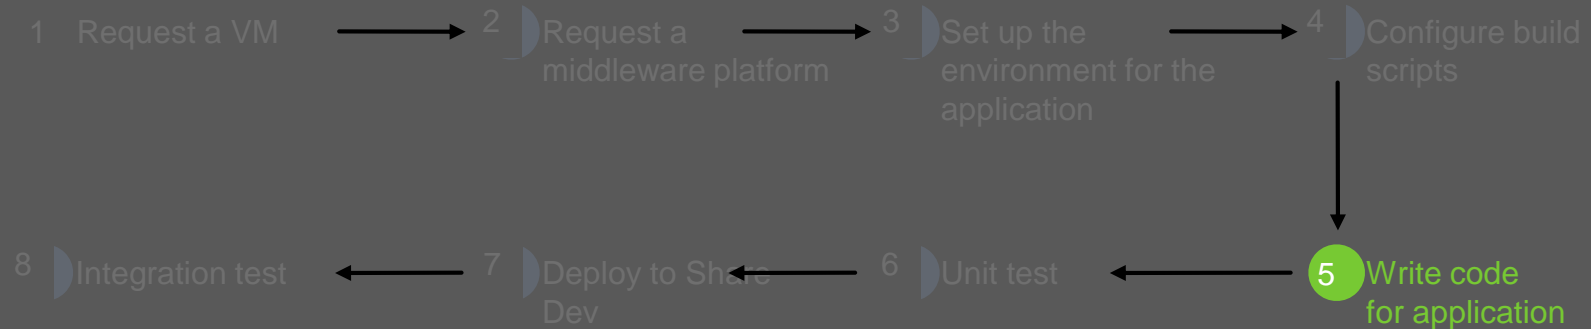 1 Request a VM
2 Request a
middleware platform
3 Set up the
environment for the
application
4 Configure build
scripts
8 Integration test
7 Deploy to Share
Dev
6 Unit test
5 Write code
for application